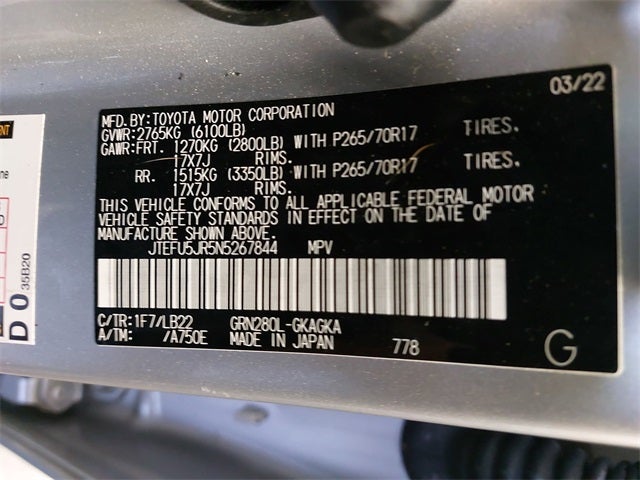 03/22
MFD. BY: TOYOTA MOTOR CORPORATION
GVWR: 2765KG (6100LB)
GAWR: FRT. 1270KG (2800LB) WITH P265/70R17 TIRES.
17X7J RIMS.
RR. 1515KG (3350LB) WITH P265/70R17 TIRES.
17X7J RIMS.
THIS VEHICLE CONFORMS TO ALL APPLICABLE FEDERAL MOTOR
VEHICLE SAFETY STANDARDS IN EFFECT ON THE DATE OF
MANUFACTURE SHOWN ABOVE.
JTEFU5JR5N5267844 MPV
C/TR: 1F7/LB22 GRN280L-GKAGKA
A/TM: /A750E MADE IN JAPAN 778
G
D0
35B20